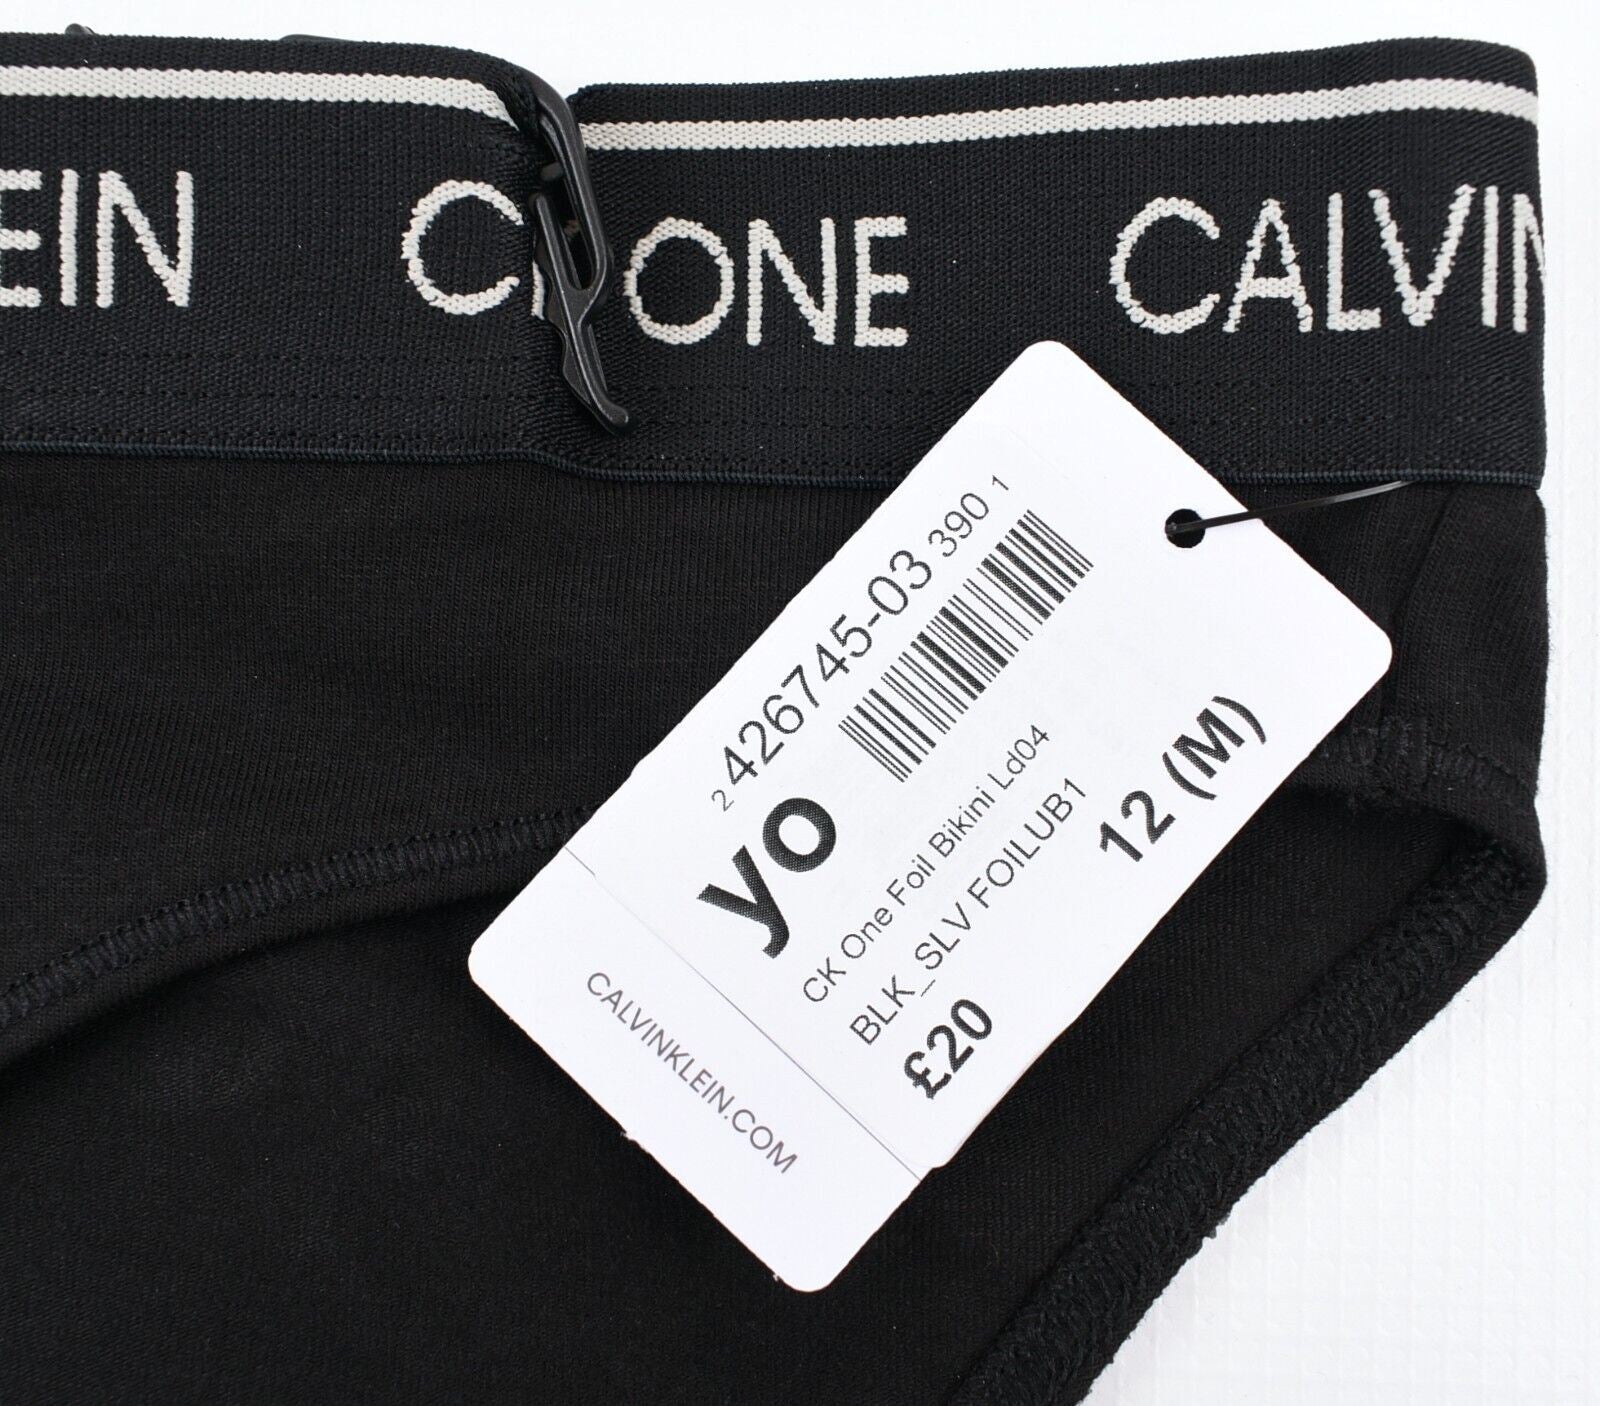 EIN C ONE CALVIN
2 426745-03 390 1
yo
CK One Foil Bikini Ld04
BLK_SLV FOILUB1
12 (M)
£20
CALVINKLEIN.COM